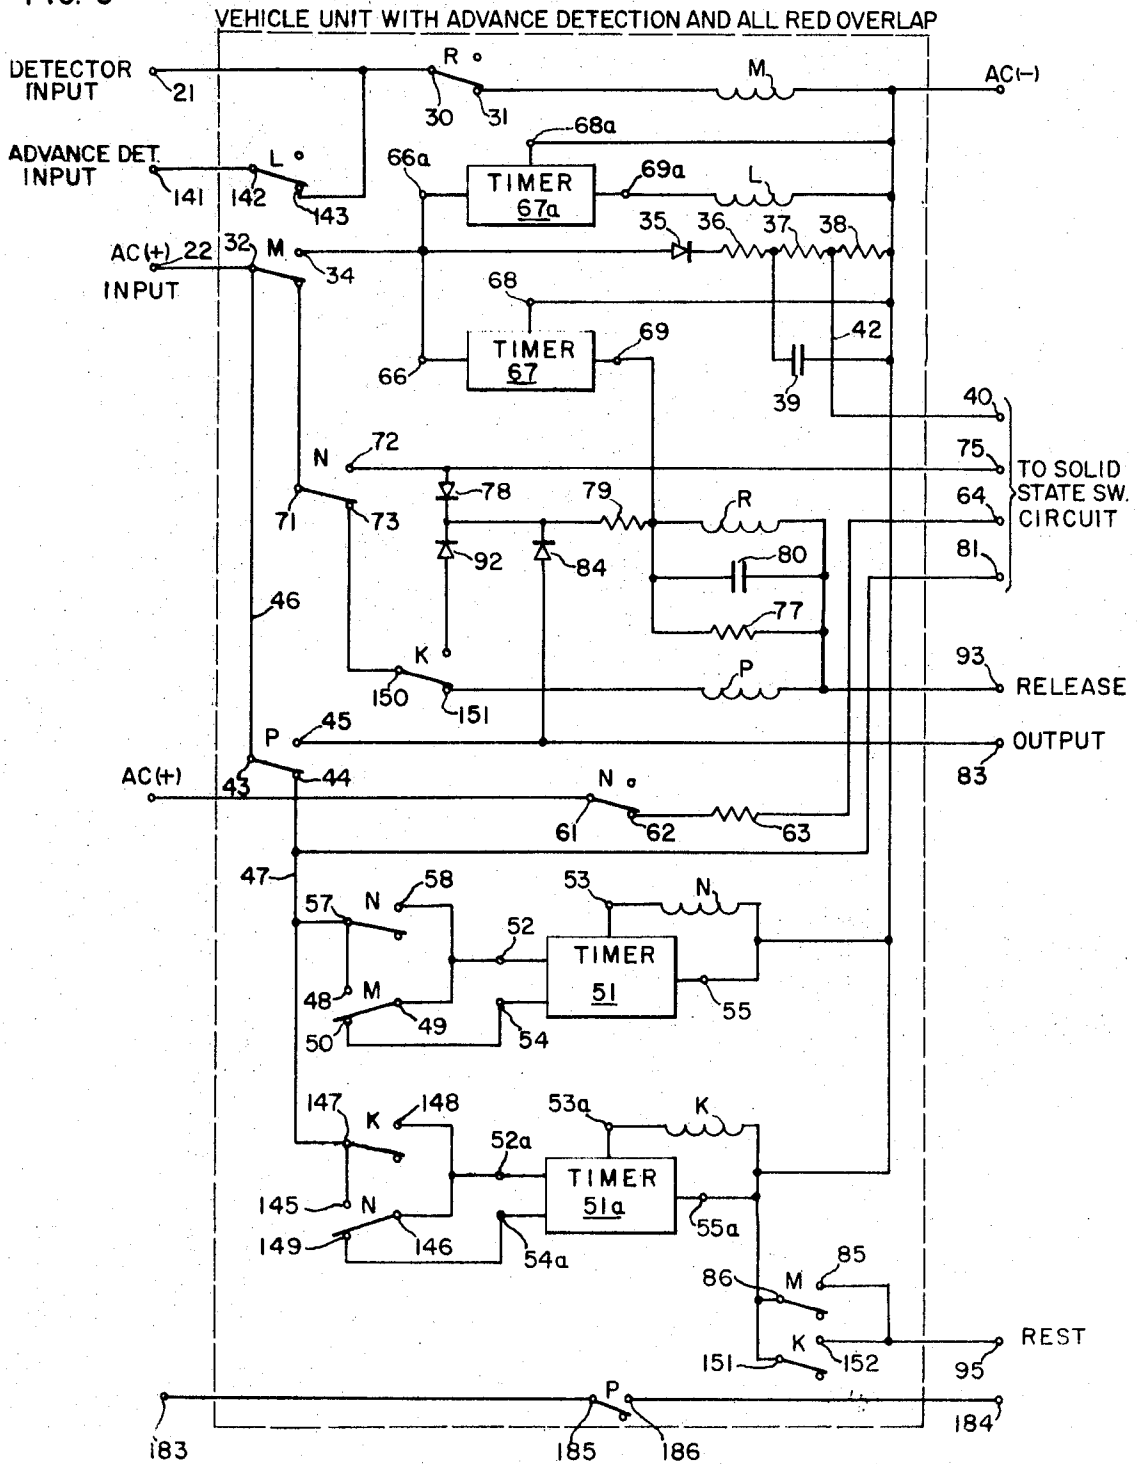 VEHICLE UNIT WITH ADVANCE DETECTION AND ALL RED OVERLAP
DETECTOR INPUT
21
R
30
31
M
AC(-)
ADVANCE DET. INPUT
141
L
142
143
66a
68a
TIMER
67a
69a
L
35
36
37
38
AC(+)
22
INPUT
32
M
34
68
TIMER
67
69
66
39
42
40
72
N
71
73
78
79
R
75
TO SOLID
STATE SW.
CIRCUIT
64
92
84
80
81
46
77
K
150
151
P
93
RELEASE
45
P
43
44
OUTPUT
83
AC(+)
N
61
62
63
47
57
N
58
52
53
N
TIMER
51
55
48
M
49
50
54
147
K
148
52a
53a
K
TIMER
51a
55a
145
N
149
146
54a
86
M
85
K
151
152
REST
95
P
183
185
186
184